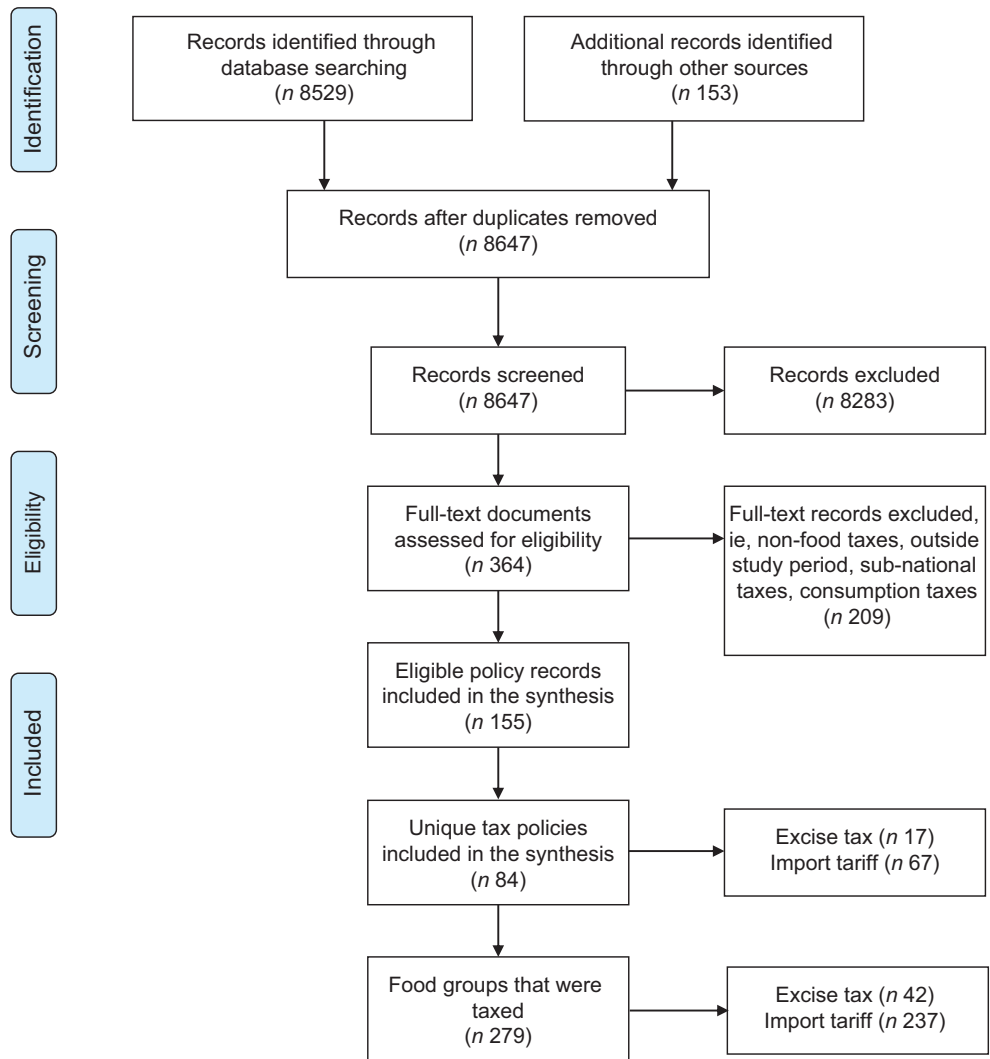 Identification
Records identified through
database searching
(n 8529)
Additional records identified
through other sources
(n 153)
Records after duplicates removed
(n 8647)
Screening
Records screened
(n 8647)
Records excluded
(n 8283)
Eligibility
Full-text documents
assessed for eligibility
(n 364)
Full-text records excluded,
ie, non-food taxes, outside
study period, sub-national
taxes, consumption taxes
(n 209)
Eligible policy records
included in the synthesis
(n 155)
Included
Unique tax policies
included in the synthesis
(n 84)
Excise tax (n 17)
Import tariff (n 67)
Food groups that were
taxed
(n 279)
Excise tax (n 42)
Import tariff (n 237)